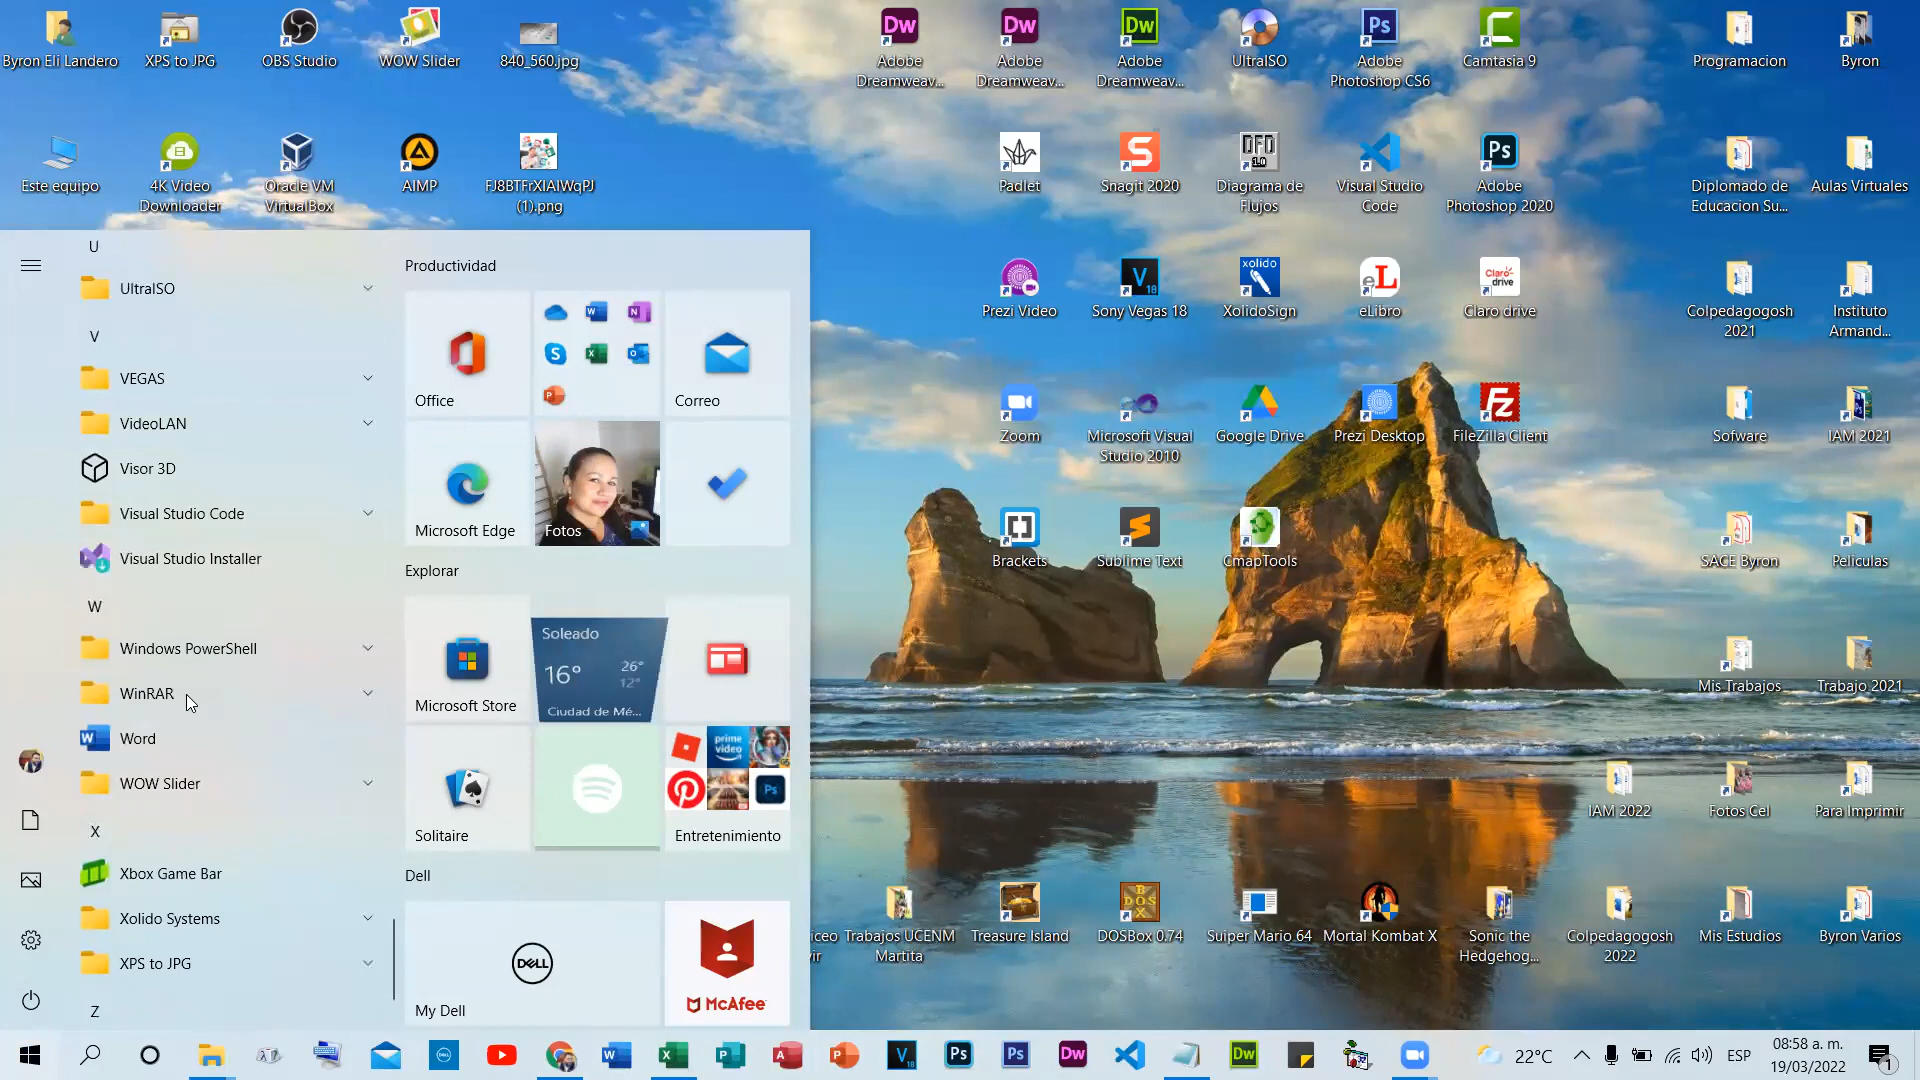 Byron Eli Landero
XPS to JPG
OBS Studio
WOW Slider
840_560.jpg
Adobe
Dreamweav...
Adobe
Dreamweav...
Adobe
Dreamweav...
UltraISO
Adobe
Photoshop CS6
Camtasia 9
Programacion
Byron
Este equipo
4K Video
Downloader
Oracle VM
VirtualBox
AIMP
FJ8BTFrXIAIWqPJ
(1).png
Padlet
Snagit 2020
Diagrama de
Flujos
Visual Studio
Code
Adobe
Photoshop 2020
Diplomado de
Educacion Su...
Aulas Virtuales
Prezi Video
Sony Vegas 18
XolidoSign
eLibro
Claro drive
Colpedagogosh
2021
Instituto
Armand...
Zoom
Microsoft Visual
Studio 2010
Google Drive
Prezi Desktop
FileZilla Client
Sofware
IAM 2021
Brackets
Sublime Text
CmapTools
SACE Byron
Peliculas
Mis Trabajos
Trabajo 2021
IAM 2022
Fotos Cel
Para Imprimir
Trabajos UCENM
Martita
Treasure Island
DOSBox 0.74
Suiper Mario 64
Mortal Kombat X
Sonic the
Hedgehog...
Colpedagogosh
2022
Mis Estudios
Byron Varios
U
UltraISO
V
VEGAS
VideoLAN
Visor 3D
Visual Studio Code
Visual Studio Installer
W
Windows PowerShell
WinRAR
Word
WOW Slider
X
Xbox Game Bar
Xolido Systems
XPS to JPG
Z
Productividad
Office
Correo
Microsoft Edge
Fotos
Explorar
Microsoft Store
Soleado
16°
26°
12°
Ciudad de Mé...
Solitaire
prime video
Entretenimiento
Dell
DELL
My Dell
McAfee
22°C
ESP
08:58 a. m.
19/03/2022
1